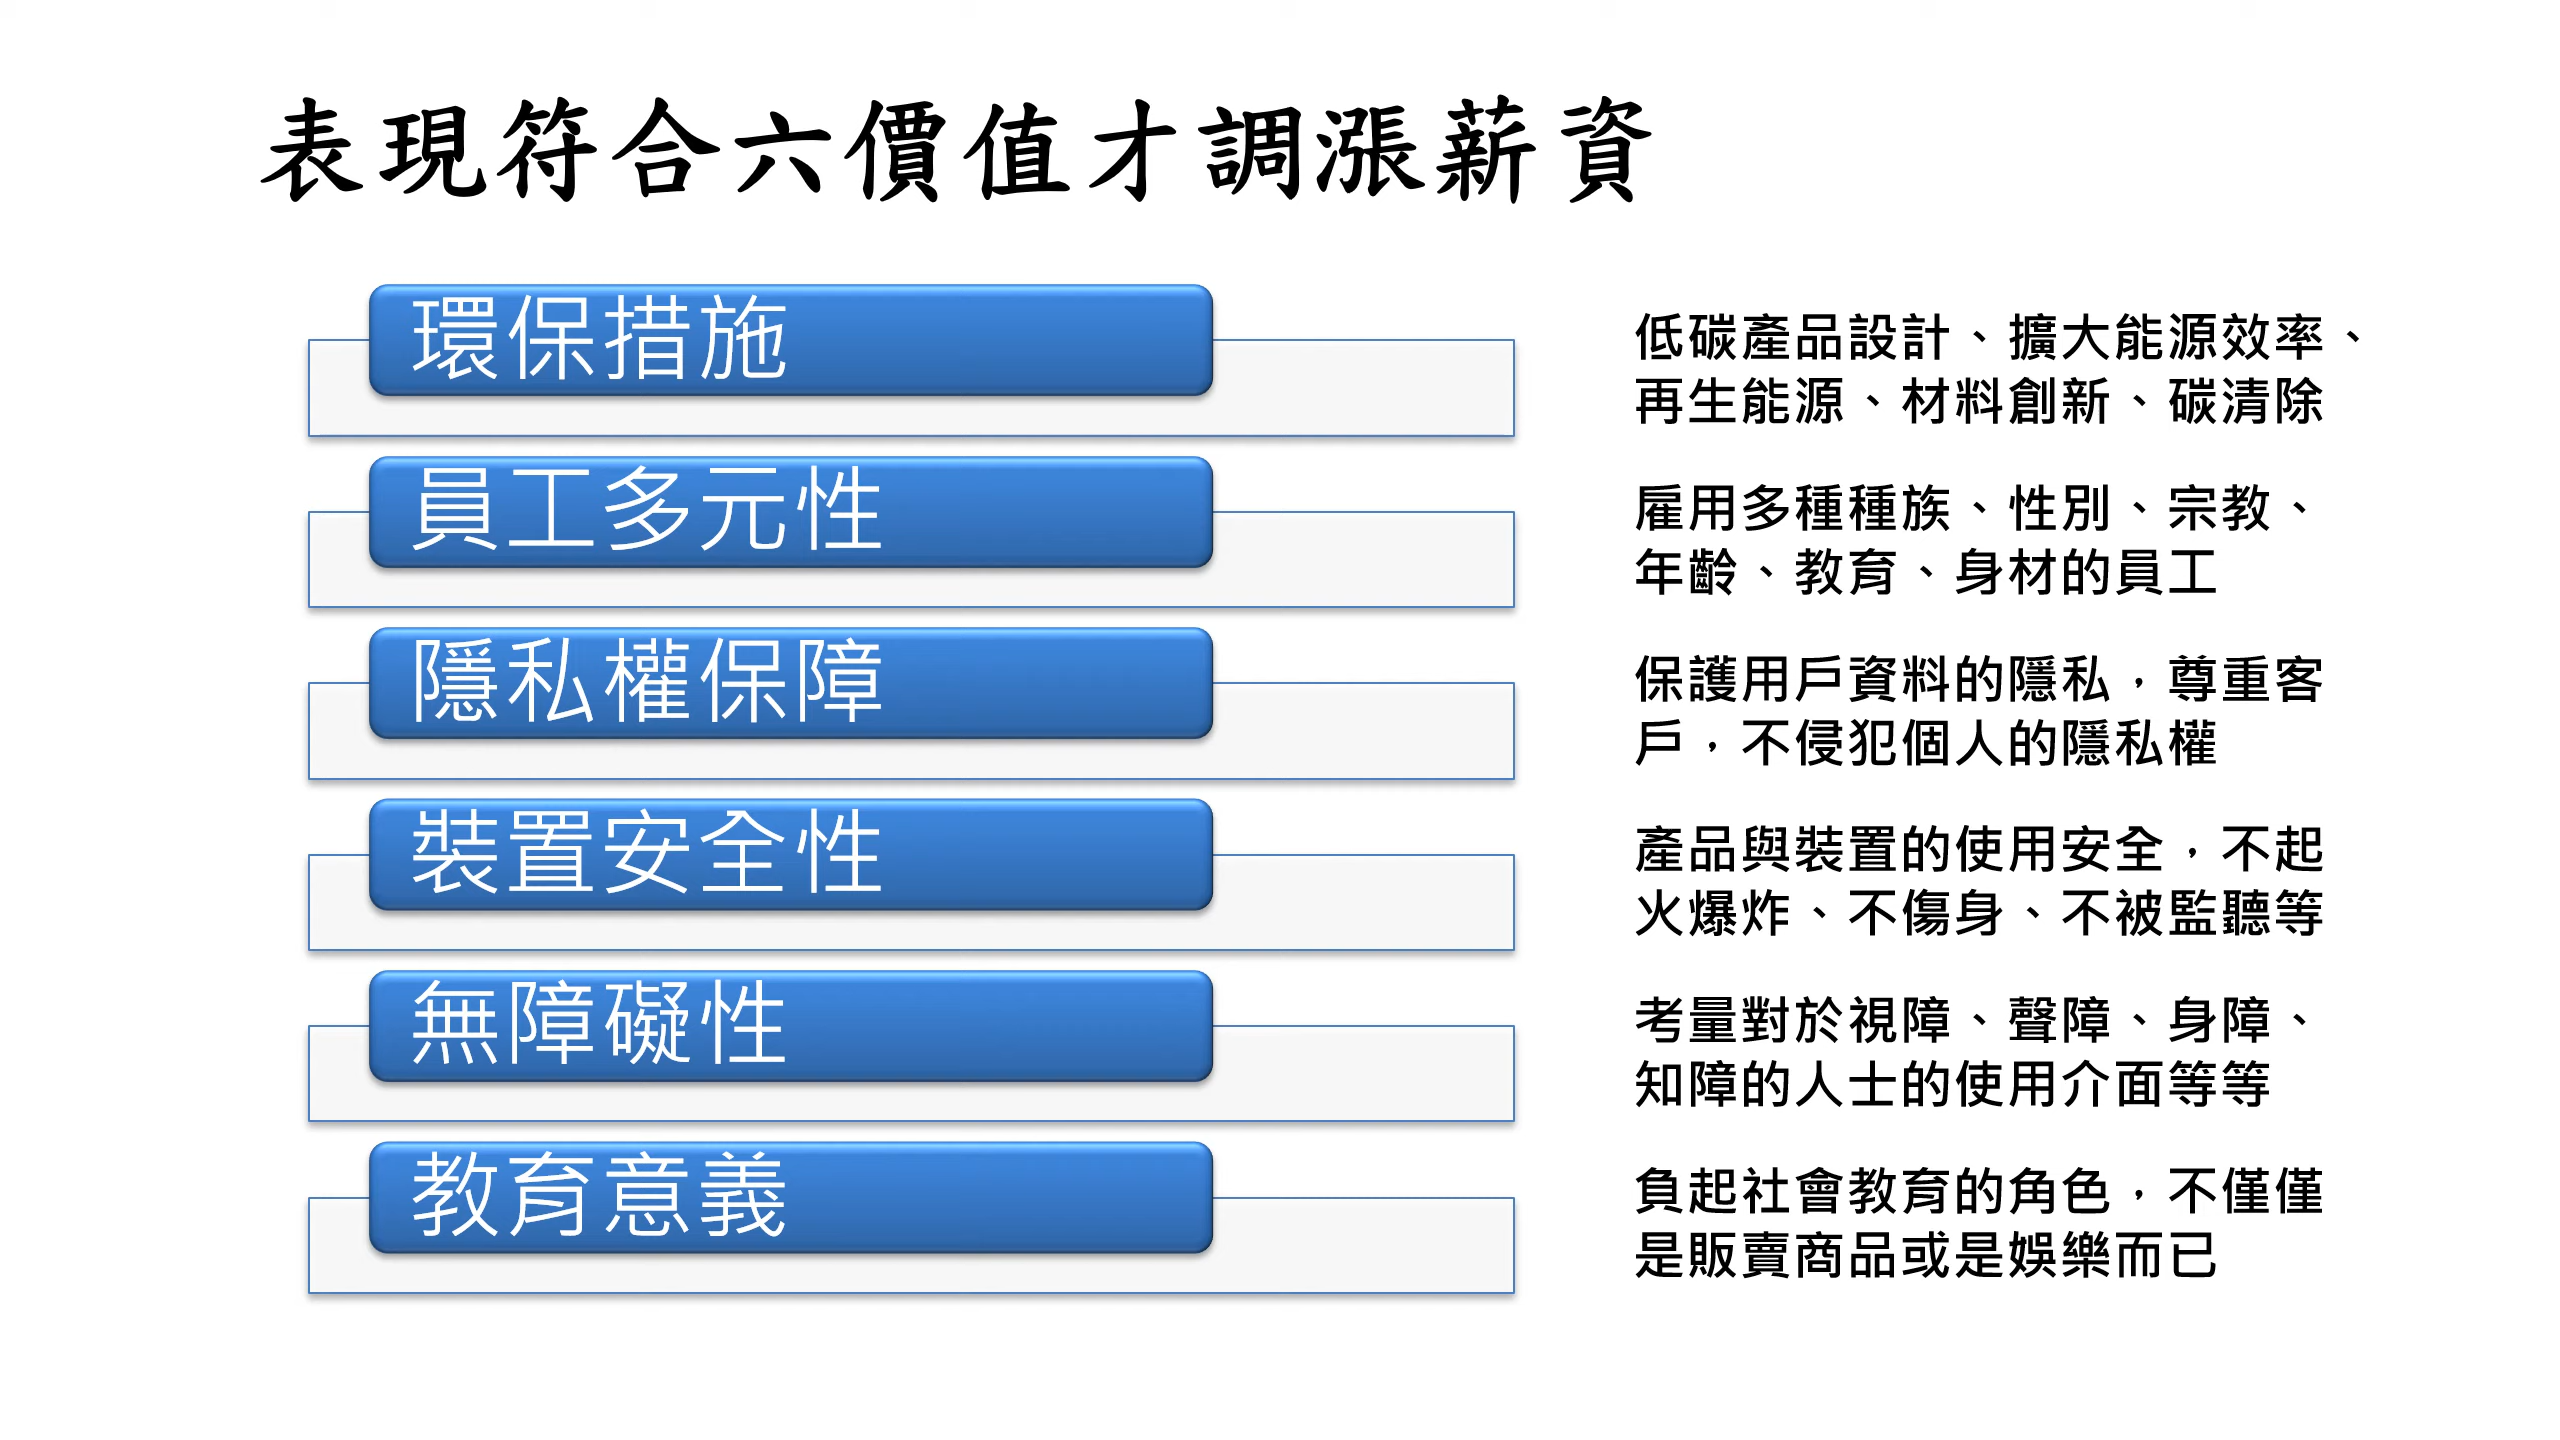 表現符合六價值才調漲薪資
環保措施
低碳產品設計、擴大能源效率、
再生能源、材料創新、碳清除
員工多元性
雇用多種種族、性別、宗教、
年齡、教育、身材的員工
隱私權保障
保護用戶資料的隱私，尊重客
戶，不侵犯個人的隱私權
裝置安全性
產品與裝置的使用安全，不起
火爆炸、不傷身、不被監聽等
無障礙性
考量對於視障、聲障、身障、
知障的人士的使用介面等等
教育意義
負起社會教育的角色，不僅僅
是販賣商品或是娛樂而已